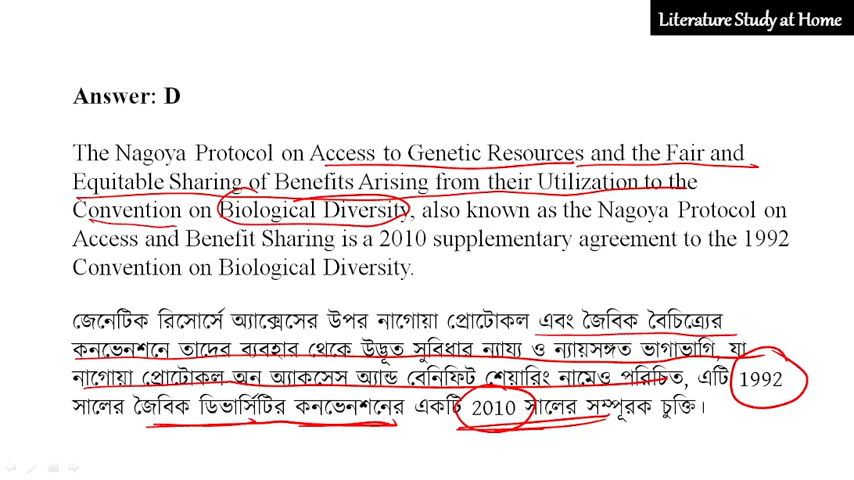 Literature Study at Home
Answer: D
The Nagoya Protocol on Access to Genetic Resources and the Fair and
Equitable Sharing of Benefits Arising from their Utilization to the
Convention on Biological Diversity, also known as the Nagoya Protocol on
Access and Benefit Sharing is a 2010 supplementary agreement to the 1992
Convention on Biological Diversity.
জেনেটিক রিসোর্সে অ্যাক্সেসের উপর নাগোয়া প্রোটোকল এবং জৈবিক বৈচিত্র্যের
কনভেনশনে তাদের ব্যবহার থেকে উদ্ভূত সুবিধার ন্যায্য ও ন্যায়সঙ্গত ভাগাভাগি, যা
নাগোয়া প্রোটোকল অন অ্যাকসেস অ্যান্ড বেনিফিট শেয়ারিং নামেও পরিচিত, এটি 1992
সালের জৈবিক ডিভার্সিটির কনভেনশনের একটি 2010 সালের সম্পূরক চুক্তি।